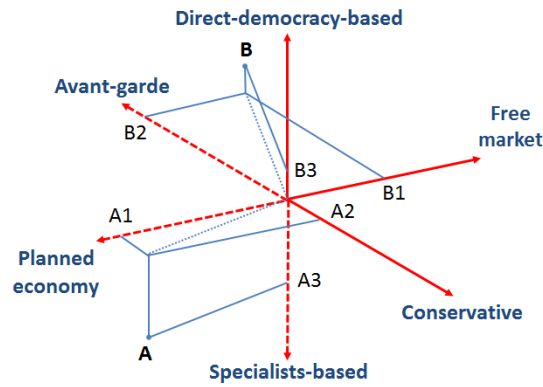 Direct-democracy-based
B
Avant-garde
B2
Free
market
B3
B1
A1
A2
Planned
economy
A3
Conservative
A
Specialists-based